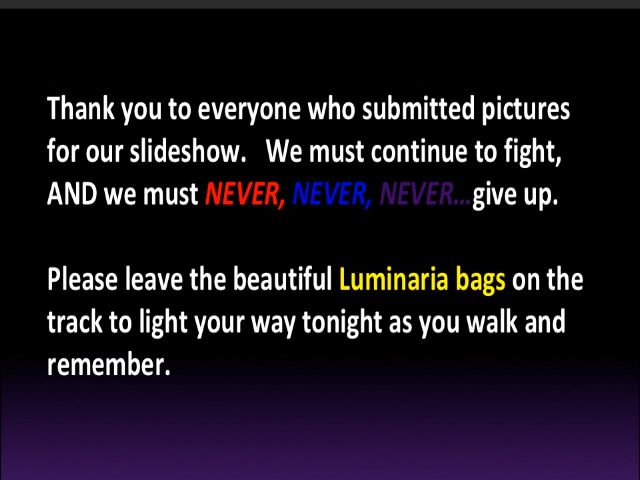 Thank you to everyone who submitted pictures
for our slideshow. We must continue to fight,
AND we must NEVER, NEVER, NEVER...give up.
Please leave the beautiful Luminaria bags on the
track to light your way tonight as you walk and
remember.